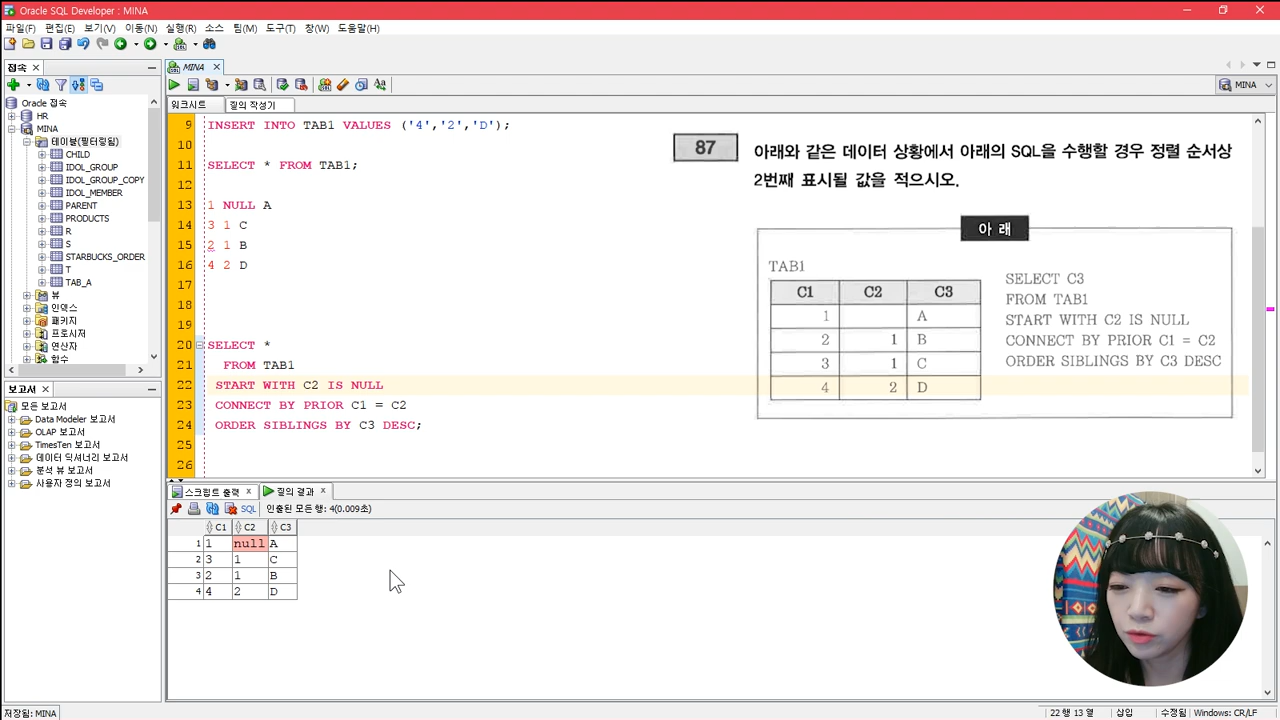 Oracle SQL Developer : MINA
파일(F) 편집(E) 보기(V) 이동(N) 실행(R) 소스 팀(M) 도구(T) 창(W) 도움말(H)
접속
Oracle 접속
HR
MINA
테이블(필터링됨)
CHILD
IDOL_GROUP
IDOL_GROUP_COPY
IDOL_MEMBER
PARENT
PRODUCTS
R
S
STARBUCKS_ORDER
T
TAB_A
뷰
인덱스
패키지
프로시저
연산자
함수
보고서
모든 보고서
Data Modeler 보고서
OLAP 보고서
TimesTen 보고서
데이터 딕셔너리 보고서
분석 뷰 보고서
사용자 정의 보고서
MINA
MINA
워크시트 질의 작성기
9 INSERT INTO TAB1 VALUES ('4','2','D');
10
11 SELECT * FROM TAB1;
12
13 1 NULL A
14 3 1 C
15 2 1 B
16 4 2 D
17
18
19
20 SELECT *
21 FROM TAB1
22 START WITH C2 IS NULL
23 CONNECT BY PRIOR C1 = C2
24 ORDER SIBLINGS BY C3 DESC;
25
26
87 아래와 같은 데이터 상황에서 아래의 SQL을 수행할 경우 정렬 순서상
2번째 표시될 값을 적으시오.
아 래
TAB1
C1 C2 C3
1 A
2 1 B
3 1 C
4 2 D
SELECT C3
FROM TAB1
START WITH C2 IS NULL
CONNECT BY PRIOR C1 = C2
ORDER SIBLINGS BY C3 DESC
스크립트 출력 질의 결과
SQL 인출된 모든 행: 4(0.009초)
C1 C2 C3
1 1 null A
2 3 1 C
3 2 1 B
4 4 2 D
저장됨: MINA
22 행 13 열 삽입 수정됨 Windows: CR/LF